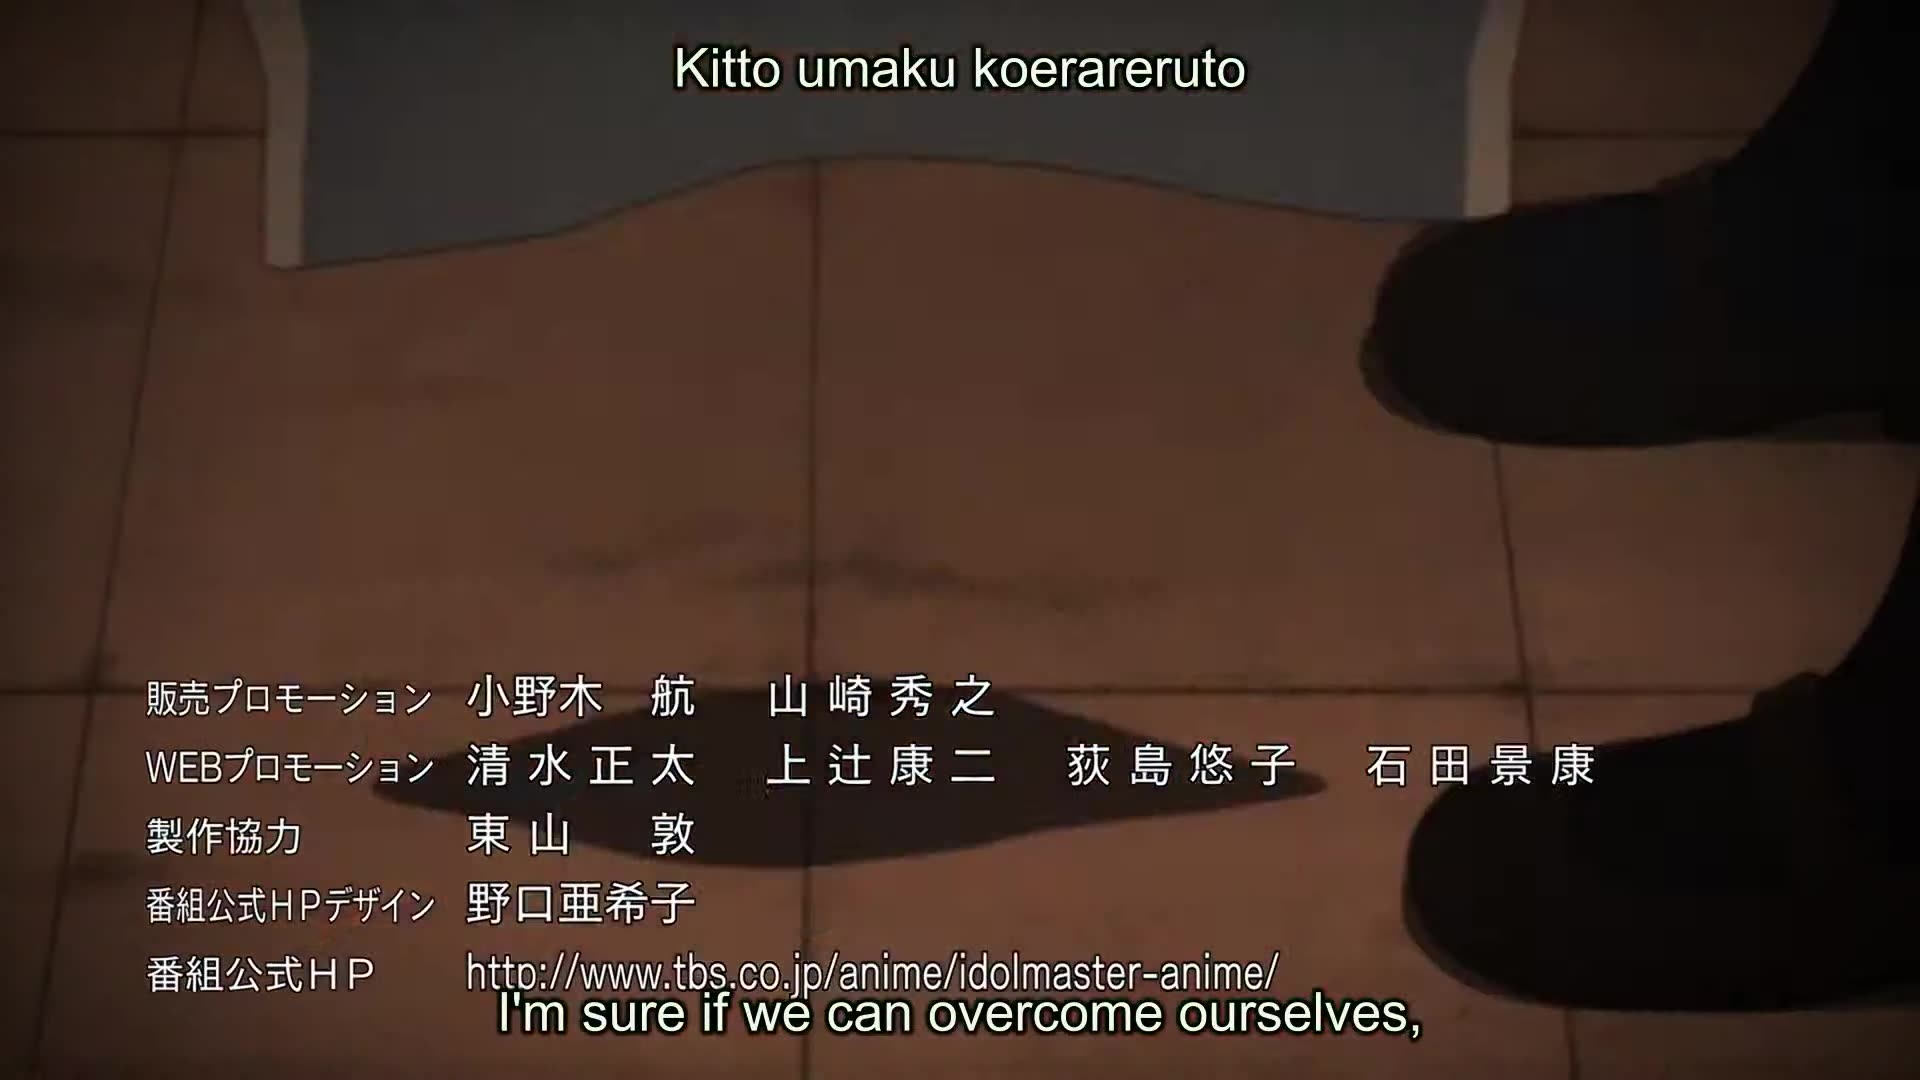 Kitto umaku koerareruto
販売プロモーション 小野木 航 山崎秀之
WEBプロモーション 清水正太 上辻康二 荻島悠子 石田景康
製作協力 東山 敦
番組公式ＨＰデザイン 野口亜希子
番組公式ＨＰ http://www.tbs.co.jp/anime/idolmaster-anime/
I'm sure if we can overcome ourselves,